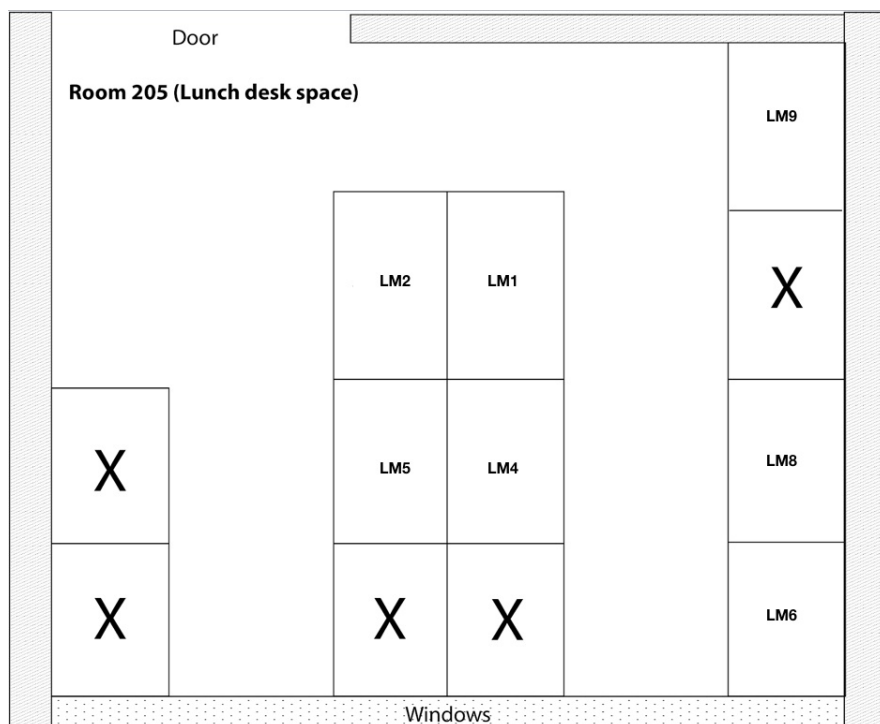 Door
Room 205 (Lunch desk space)
LM9
LM2 LM1
X
X
LM5 LM4
LM8
X
X
X
LM6
X
Windows